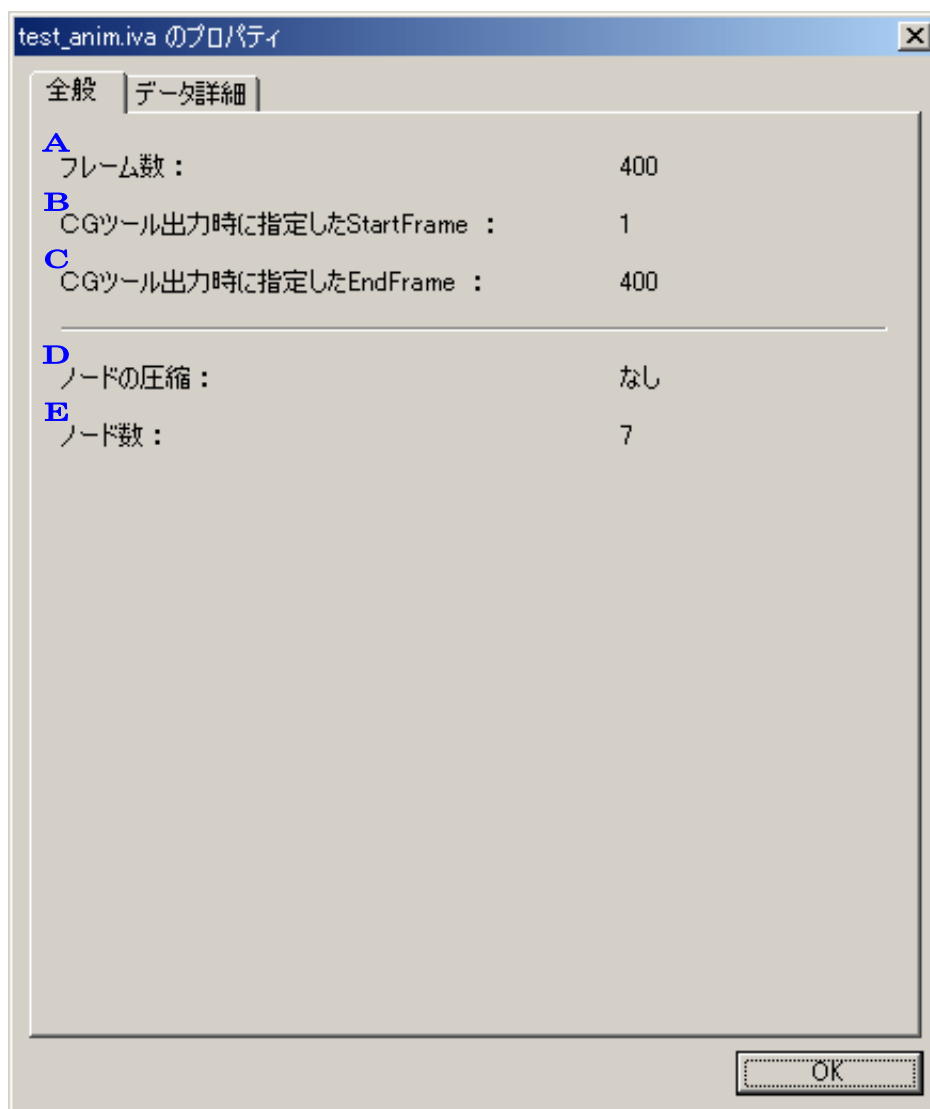 test_anim.iva のプロパティ
全般 データ詳細
A
フレーム数： 400
B
CGツール出力時に指定したStartFrame ： 1
C
CGツール出力時に指定したEndFrame ： 400
D
ノードの圧縮： なし
E
ノード数： 7
OK